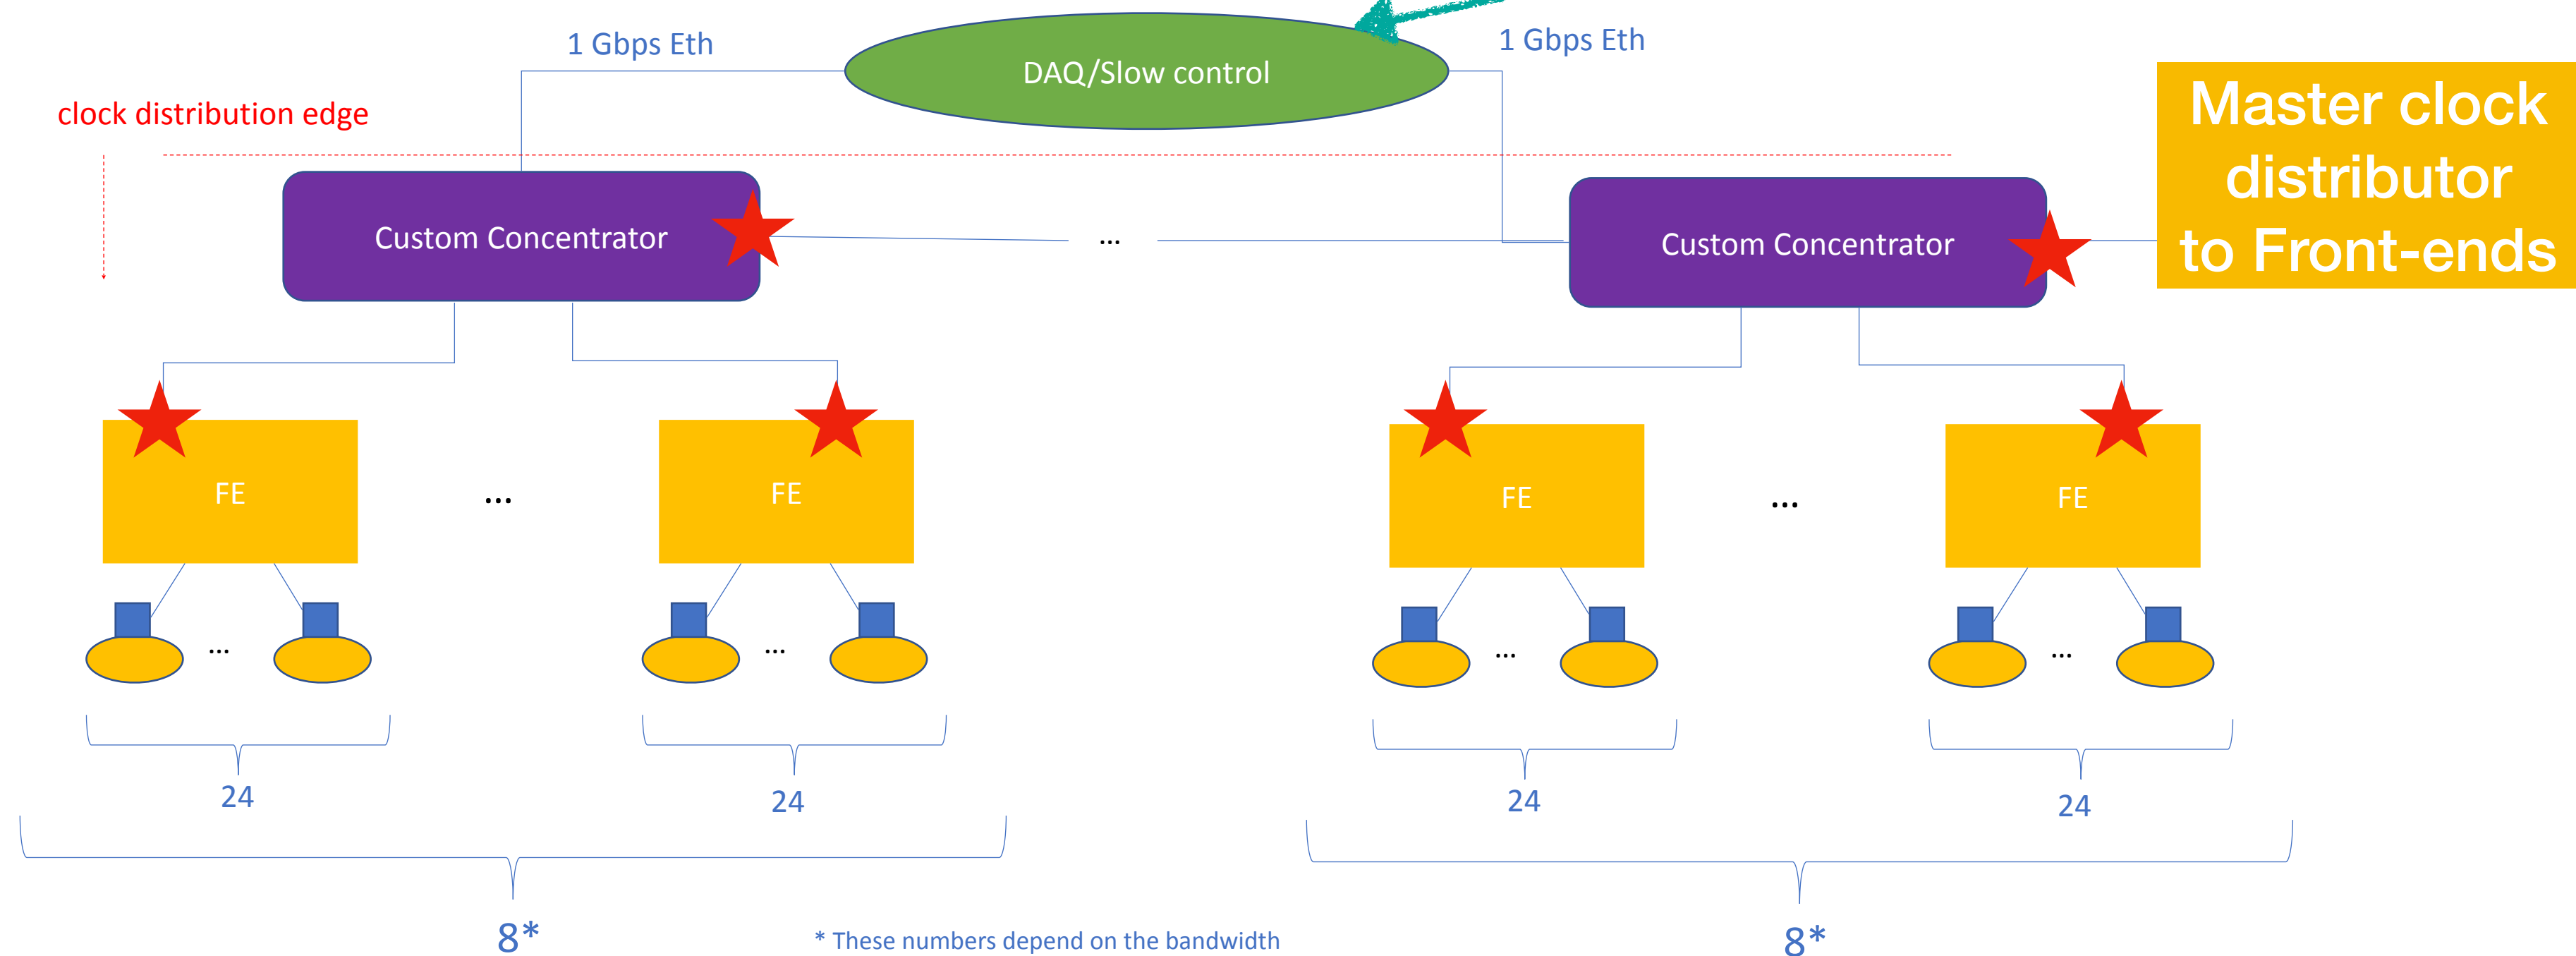 1 Gbps Eth
DAQ/Slow control
1 Gbps Eth
clock distribution edge
Master clock
distributor
to Front-ends
Custom Concentrator
...
Custom Concentrator
FE
...
FE
FE
...
FE
...
...
...
...
24
24
24
24
8*
* These numbers depend on the bandwidth
8*